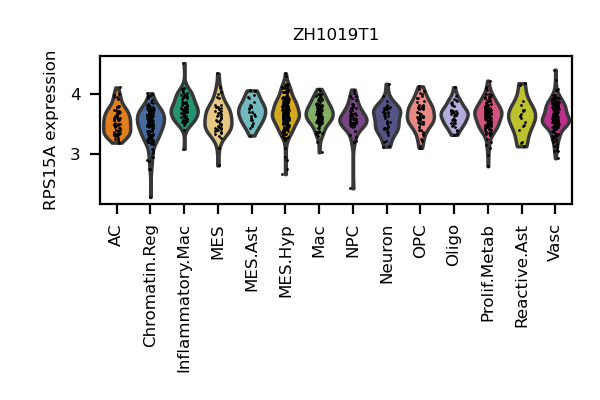 ZH1019T1
RPS15A expression
4
3
AC
Chromatin.Reg
Inflammatory.Mac
MES
MES.Ast
MES.Hyp
Mac
NPC
Neuron
OPC
Oligo
Prolif.Metab
Reactive.Ast
Vasc